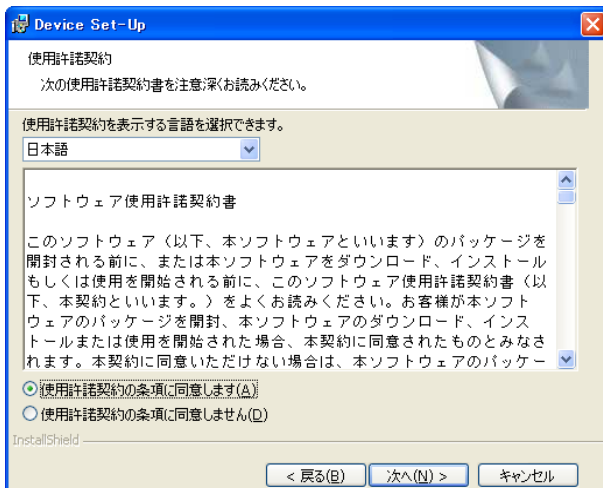 Device Set-Up
使用許諾契約
次の使用許諾契約書を注意深くお読みください。
使用許諾契約を表示する言語を選択できます。
日本語
ソフトウェア使用許諾契約書
このソフトウェア（以下、本ソフトウェアといいます）のパッケージを
開封される前に、または本ソフトウェアをダウンロード、インストール
もしくは使用を開始される前に、このソフトウェア使用許諾契約書（以
下、本契約といいます。）をよくお読みください。お客様が本ソフト
ウェアのパッケージを開封、本ソフトウェアのダウンロード、インス
トールまたは使用を開始された場合、本契約に同意されたものとみなさ
れます。本契約に同意いただけない場合は、本ソフトウェアのパッケー
使用許諾契約の条項に同意します(A)
使用許諾契約の条項に同意しません(D)
InstallShield
< 戻る(B) 次へ(N) > キャンセル